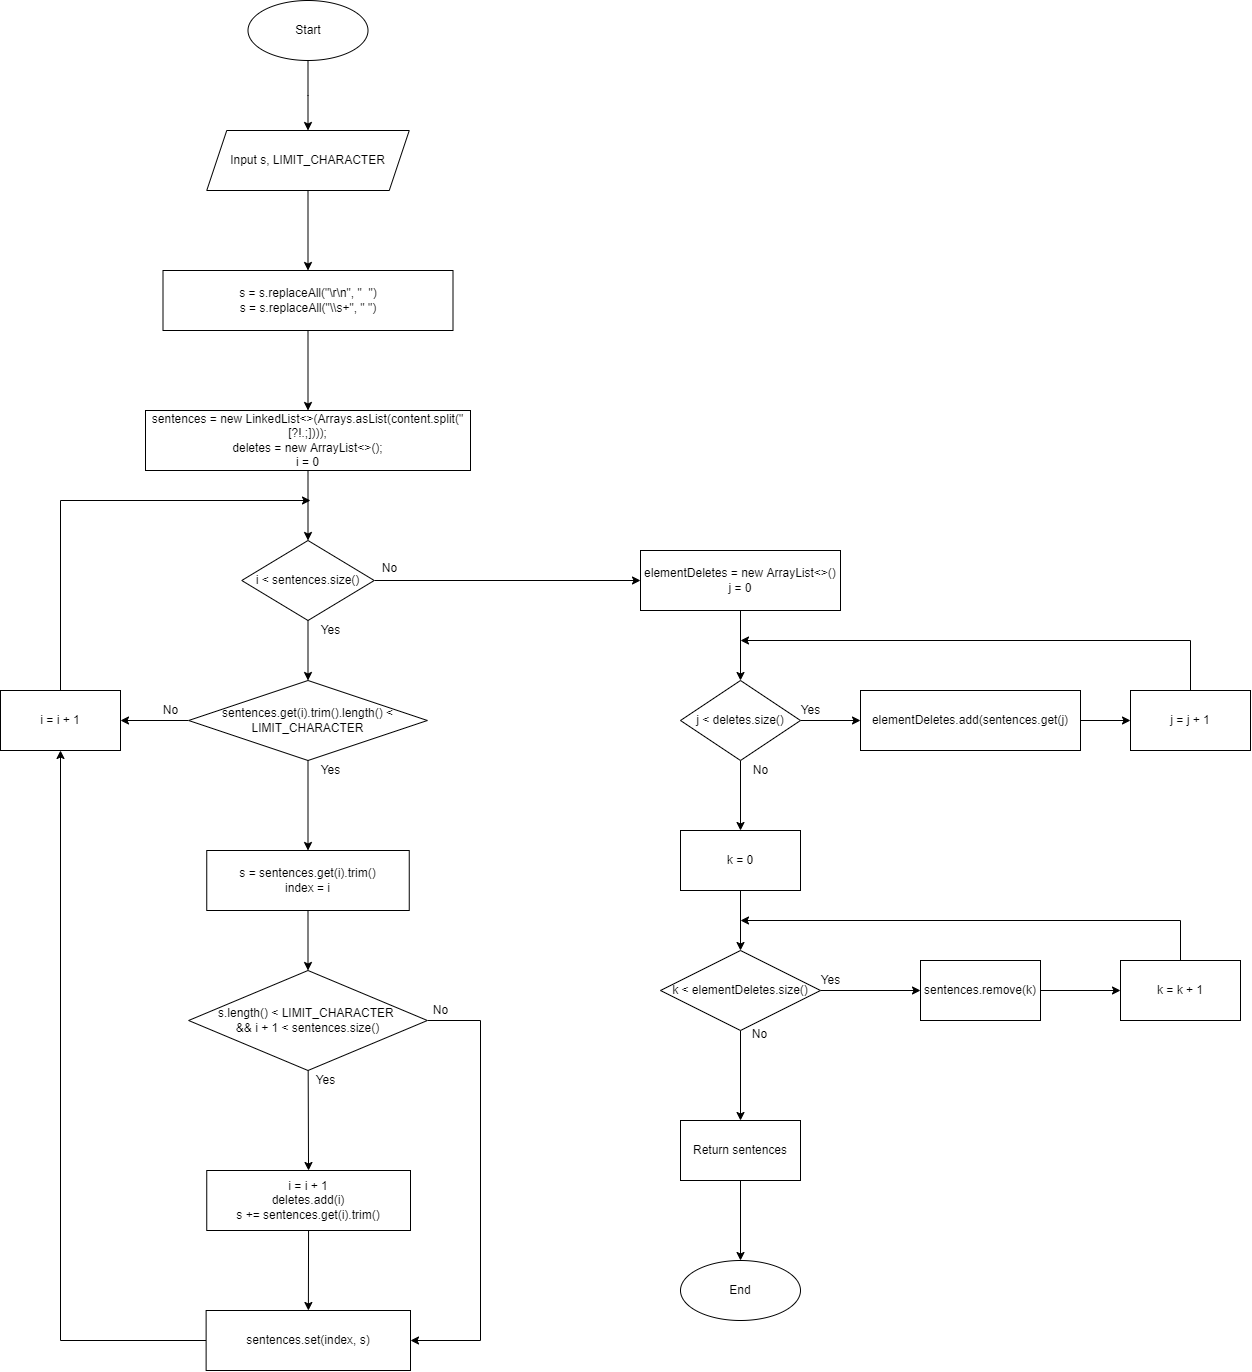 Start
Input s, LIMIT_CHARACTER
s = s.replaceAll("\r\n", "  ")
s = s.replaceAll("\\s+", " ")
sentences = new LinkedList<>(Arrays.asList(content.split("
[?!.;])));
deletes = new ArrayList<>();
i = 0
i < sentences.size()
No
Yes
sentences.get(i).trim().length() <
LIMIT_CHARACTER
No
Yes
i = i + 1
s = sentences.get(i).trim()
index = i
s.length() < LIMIT_CHARACTER
&& i + 1 < sentences.size()
No
Yes
i = i + 1
deletes.add(i)
s += sentences.get(i).trim()
sentences.set(index, s)
elementDeletes = new ArrayList<>()
j = 0
j < deletes.size()
Yes
No
elementDeletes.add(sentences.get(j)
j = j + 1
k = 0
k < elementDeletes.size()
Yes
No
sentences.remove(k)
k = k + 1
Return sentences
End